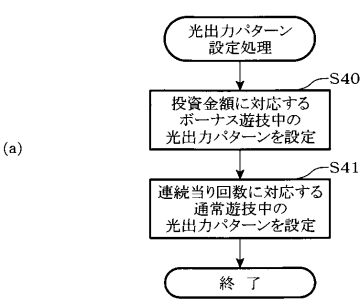 光出力パターン
設定処理
S40
投資金額に対応する
ボーナス遊技中の
光出力パターンを設定
(a)
S41
連続当り回数に対応する
通常遊技中の
光出力パターンを設定
終 了